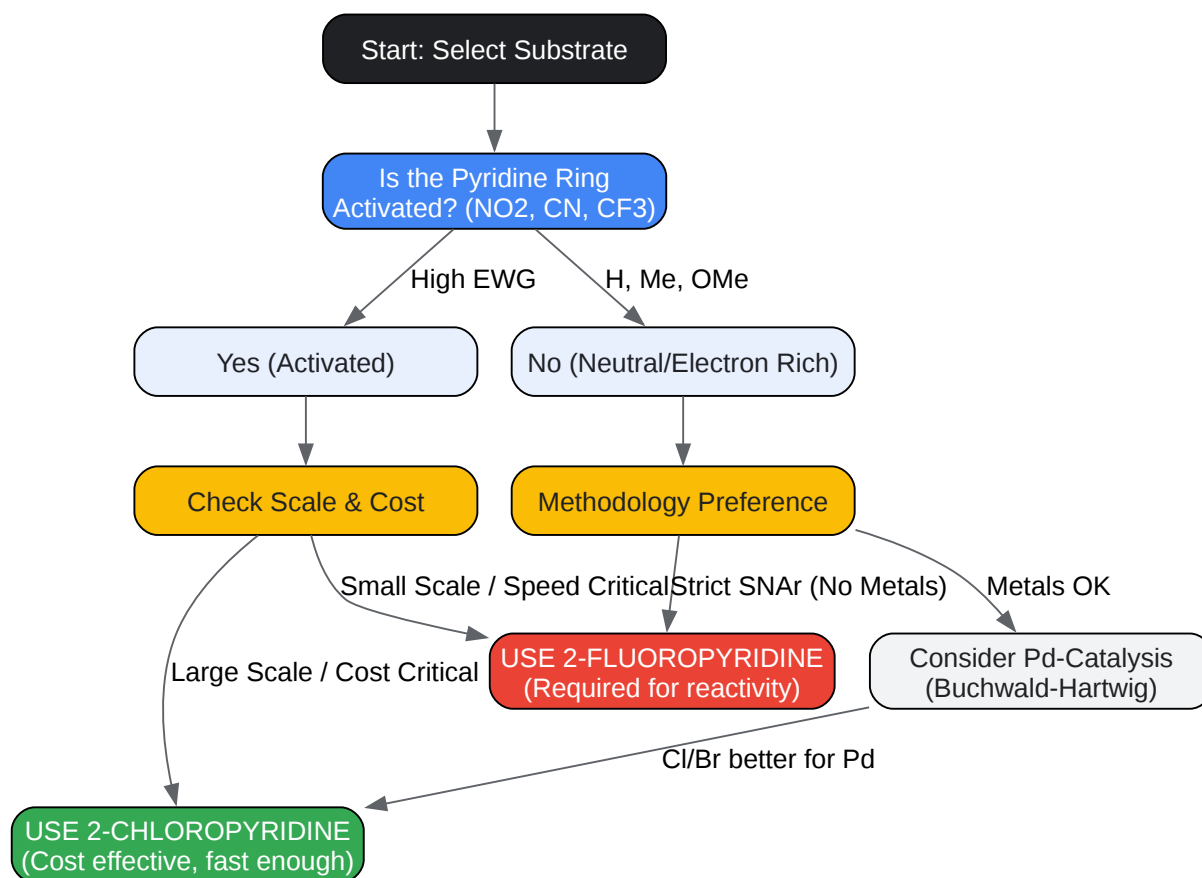 Start: Select Substrate
Is the Pyridine Ring
Activated? (NO2, CN, CF3)
High EWG
H, Me, OMe
Yes (Activated)
No (Neutral/Electron Rich)
Check Scale & Cost
Methodology Preference
Small Scale / Speed Critical
Strict SNAr (No Metals)
Metals OK
Large Scale / Cost Critical
USE 2-FLUOROPYRIDINE
(Required for reactivity)
Consider Pd-Catalysis
(Buchwald-Hartwig)
Cl/Br better for Pd
USE 2-CHLOROPYRIDINE
(Cost effective, fast enough)